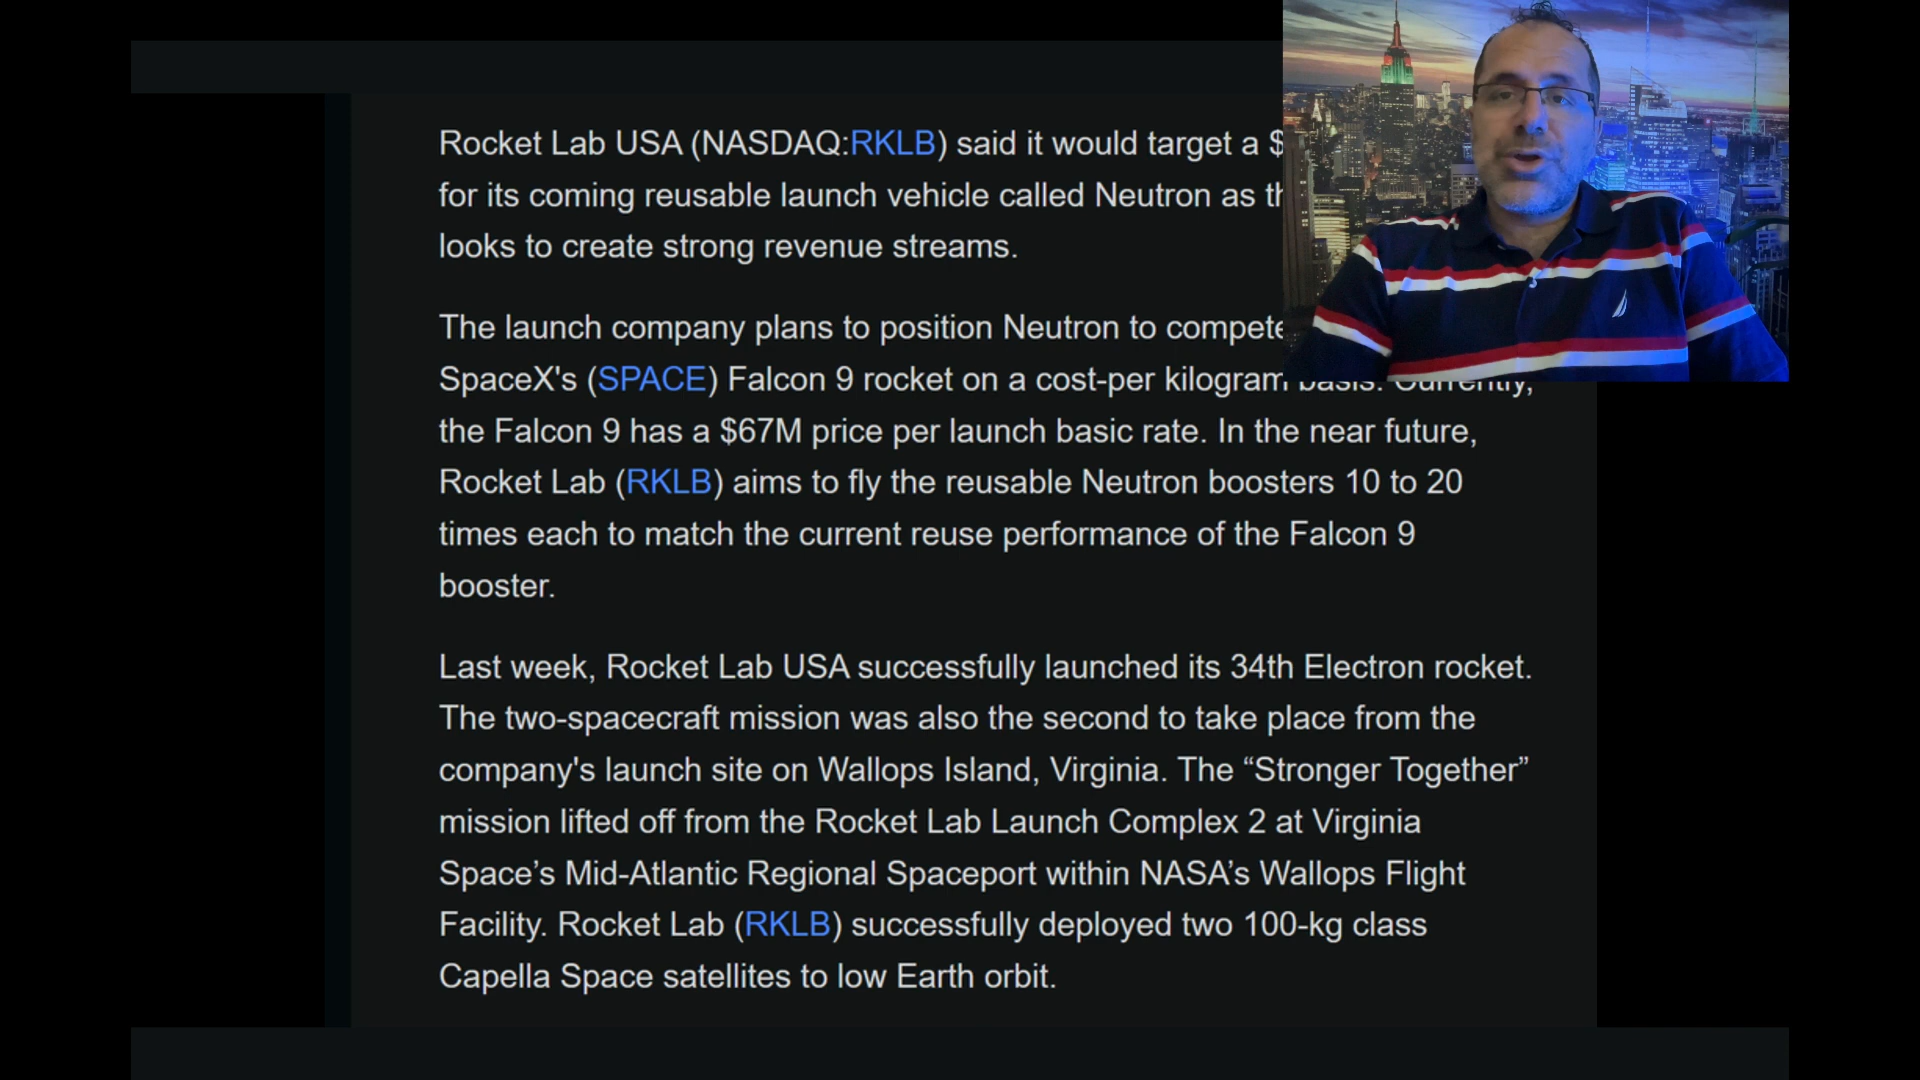 Rocket Lab USA (NASDAQ:RKLB) said it would target a $
for its coming reusable launch vehicle called Neutron as
looks to create strong revenue streams.
The launch company plans to position Neutron to compete
SpaceX's (SPACE) Falcon 9 rocket on a cost-per kilogram basis. Currently,
the Falcon 9 has a $67M price per launch basic rate. In the near future,
Rocket Lab (RKLB) aims to fly the reusable Neutron boosters 10 to 20
times each to match the current reuse performance of the Falcon 9
booster.
Last week, Rocket Lab USA successfully launched its 34th Electron rocket.
The two-spacecraft mission was also the second to take place from the
company's launch site on Wallops Island, Virginia. The “Stronger Together”
mission lifted off from the Rocket Lab Launch Complex 2 at Virginia
Space’s Mid-Atlantic Regional Spaceport within NASA’s Wallops Flight
Facility. Rocket Lab (RKLB) successfully deployed two 100-kg class
Capella Space satellites to low Earth orbit.